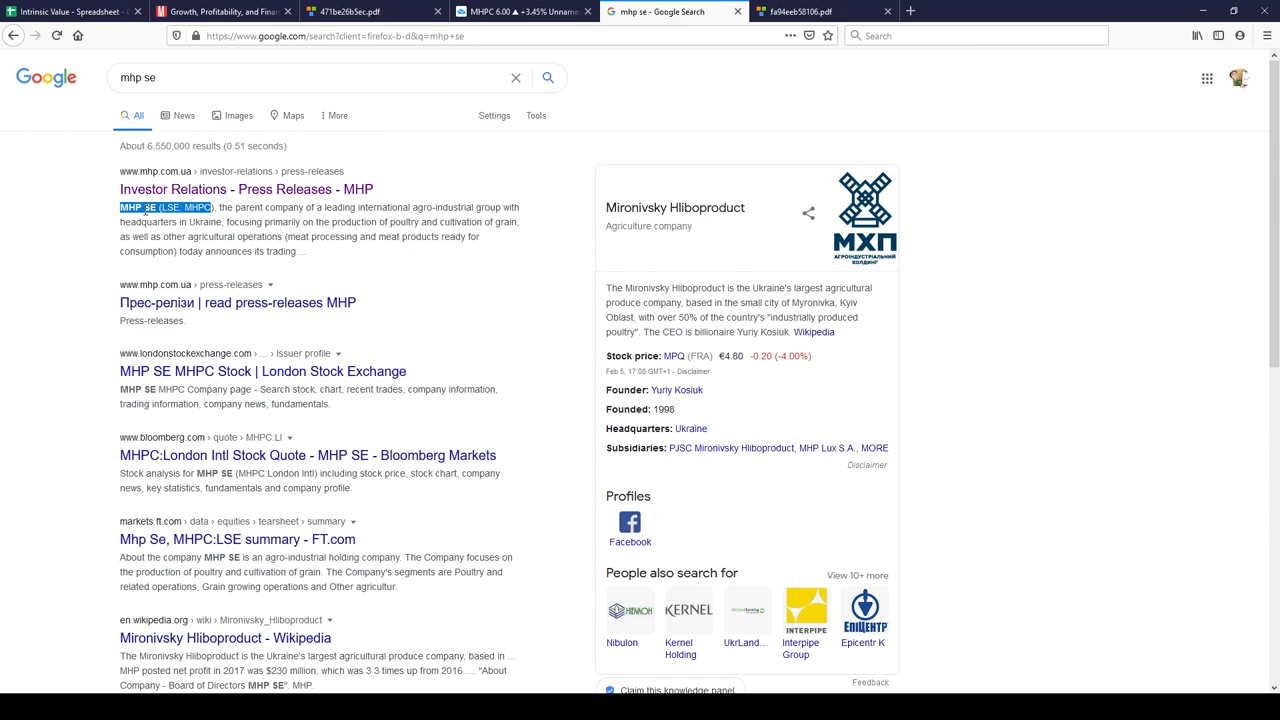 Intrinsic Value - Spreadsheet - G
Growth, Profitability, and Finan
471be26b5ec.pdf
MHPC 6.00 ▲ +3.45% Unname
mhp se - Google Search
fa94eeb58106.pdf
https://www.google.com/search?client=firefox-b-d&q=mhp+se
Search
Google
mhp se
All
News
Images
Maps
More
Settings
Tools
About 6,550,000 results (0.51 seconds)
www.mhp.com.ua › investor-relations › press-releases
Investor Relations - Press Releases - MHP
MHP SE (LSE: MHPC), the parent company of a leading international agro-industrial group with
headquarters in Ukraine, focusing primarily on the production of poultry and cultivation of grain,
as well as other agricultural operations (meat processing and meat products ready for
consumption) today announces its trading ...
www.mhp.com.ua › press-releases
Прес-релізи | read press-releases MHP
Press-releases.
www.londonstockexchange.com › ... › Issuer profile
MHP SE MHPC Stock | London Stock Exchange
MHP SE MHPC Company page - Search stock, chart, recent trades, company information,
trading information, company news, fundamentals.
www.bloomberg.com › quote › MHPC:LI
MHPC:London Intl Stock Quote - MHP SE - Bloomberg Markets
Stock analysis for MHP SE (MHPC:London Intl) including stock price, stock chart, company
news, key statistics, fundamentals and company profile.
markets.ft.com › data › equities › tearsheet › summary
Mhp Se, MHPC:LSE summary - FT.com
About the company MHP SE is an agro-industrial holding company. The Company focuses on
the production of poultry and cultivation of grain. The Company's segments are Poultry and
related operations, Grain growing operations and Other agricultur.
en.wikipedia.org › wiki › Mironivsky_Hliboproduct
Mironivsky Hliboproduct - Wikipedia
The Mironivsky Hliboproduct is the Ukraine's largest agricultural produce company, based in ...
MHP posted net profit in 2017 was $230 million, which was 3.3 times up from 2016. ... "About
Company - Board of Directors MHP SE". MHP.
Mironivsky Hliboproduct
Agriculture company
МХП
АГРОІНДУСТРІАЛЬНИЙ
ХОЛДИНГ
The Mironivsky Hliboproduct is the Ukraine's largest agricultural
produce company, based in the small city of Myronivka, Kyiv
Oblast, with over 50% of the country's "industrially produced
poultry". The CEO is billionaire Yuriy Kosiuk. Wikipedia
Stock price: MPQ (FRA) €4.80 -0.20 (-4.00%)
Feb 5, 17:08 GMT+1 - Disclaimer
Founder: Yuriy Kosiuk
Founded: 1998
Headquarters: Ukraine
Subsidiaries: PJSC Mironivsky Hliboproduct, MHP Lux S.A., MORE
Disclaimer
Profiles
Facebook
People also search for
View 10+ more
KERNEL
INTERPIPE
ЕПІЦЕНТР
Nibulon
Kernel Holding
UkrLand...
Interpipe Group
Epicentr K
Claim this knowledge panel
Feedback